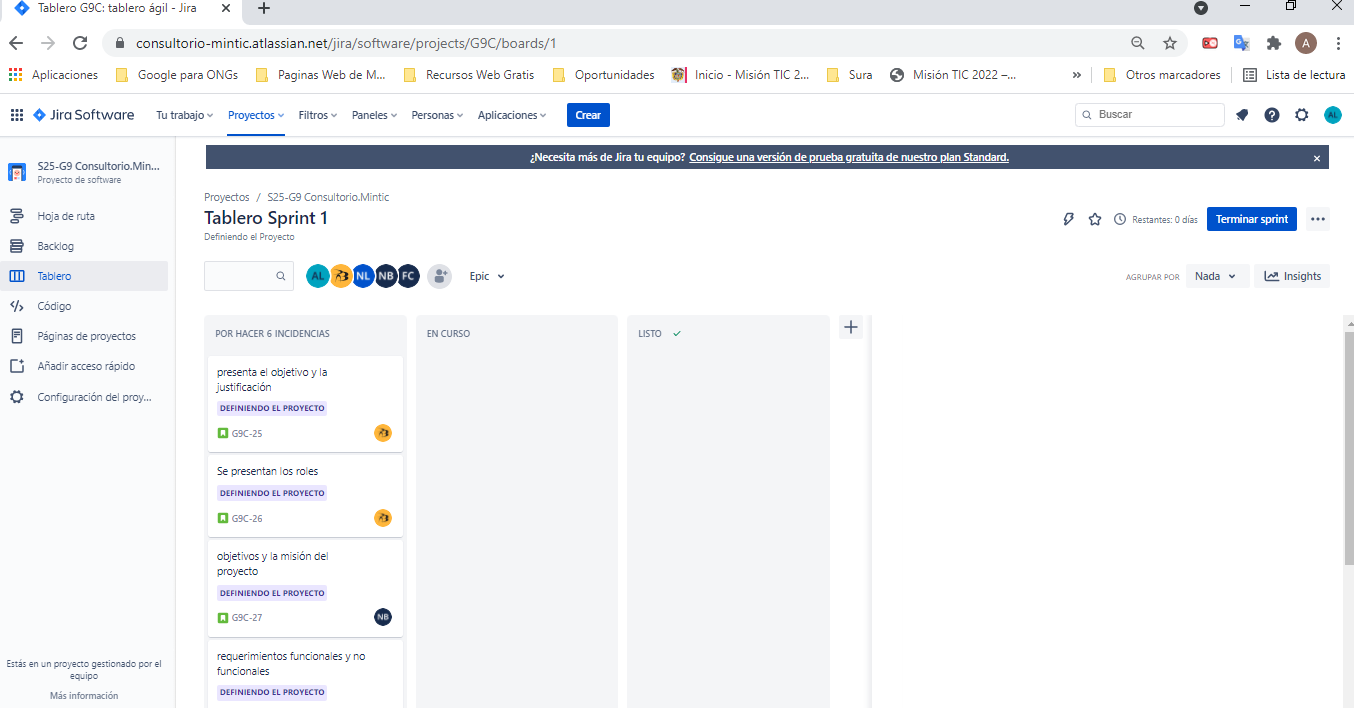 Tablero G9C: tablero ágil - Jira
consultorio-mintic.atlassian.net/jira/software/projects/G9C/boards/1
A
Aplicaciones
Google para ONGs
Paginas Web de M...
Recursos Web Gratis
Oportunidades
Inicio - Misión TIC 2...
Sura
Misión TIC 2022 –...
»
Otros marcadores
Lista de lectura
Jira Software
Tu trabajo
Proyectos
Filtros
Paneles
Personas
Aplicaciones
Crear
Buscar
AL
¿Necesita más de Jira tu equipo? Consigue una versión de prueba gratuita de nuestro plan Standard.
S25-G9 Consultorio.Min...
Proyecto de software
Hoja de ruta
Backlog
Tablero
Código
Páginas de proyectos
Añadir acceso rápido
Configuración del proy...
Estás en un proyecto gestionado por el
equipo
Más información
Proyectos / S25-G9 Consultorio.Mintic
Tablero Sprint 1
Definiendo el Proyecto
Restantes: 0 días
Terminar sprint
AL
NL
NB
FC
Epic
AGRUPAR POR
Nada
Insights
POR HACER 6 INCIDENCIAS
presenta el objetivo y la
justificación
DEFINIENDO EL PROYECTO
G9C-25
Se presentan los roles
DEFINIENDO EL PROYECTO
G9C-26
objetivos y la misión del
proyecto
DEFINIENDO EL PROYECTO
G9C-27
NB
requerimientos funcionales y no
funcionales
DEFINIENDO EL PROYECTO
EN CURSO
LISTO